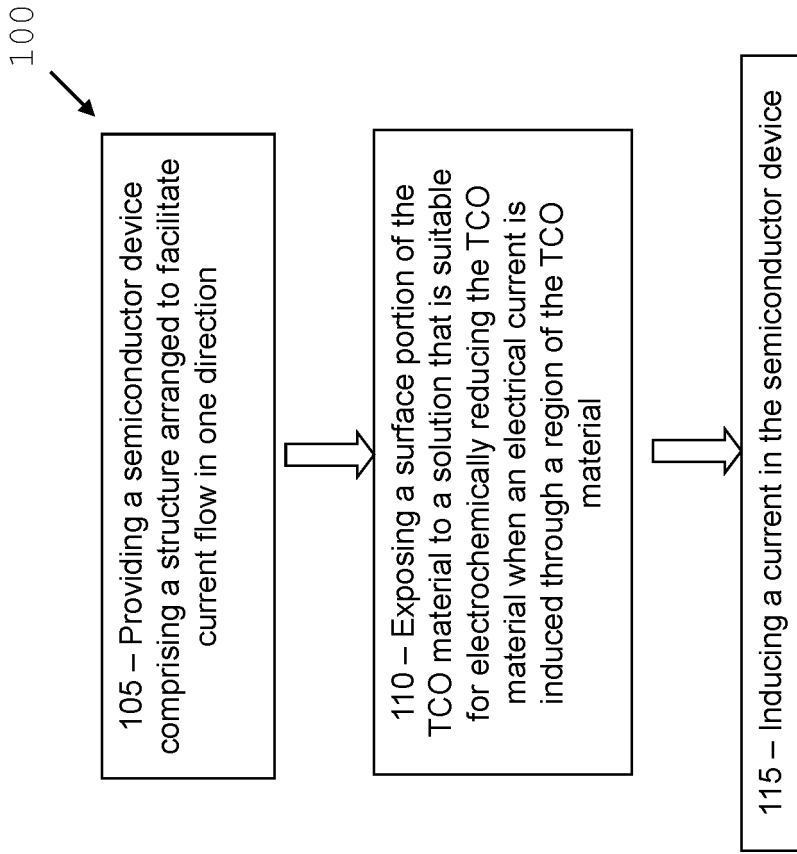 100
105 – Providing a semiconductor device
comprising a structure arranged to facilitate
current flow in one direction
110 – Exposing a surface portion of the
TCO material to a solution that is suitable
for electrochemically reducing the TCO
material when an electrical current is
induced through a region of the TCO
material
115 – Inducing a current in the semiconductor device